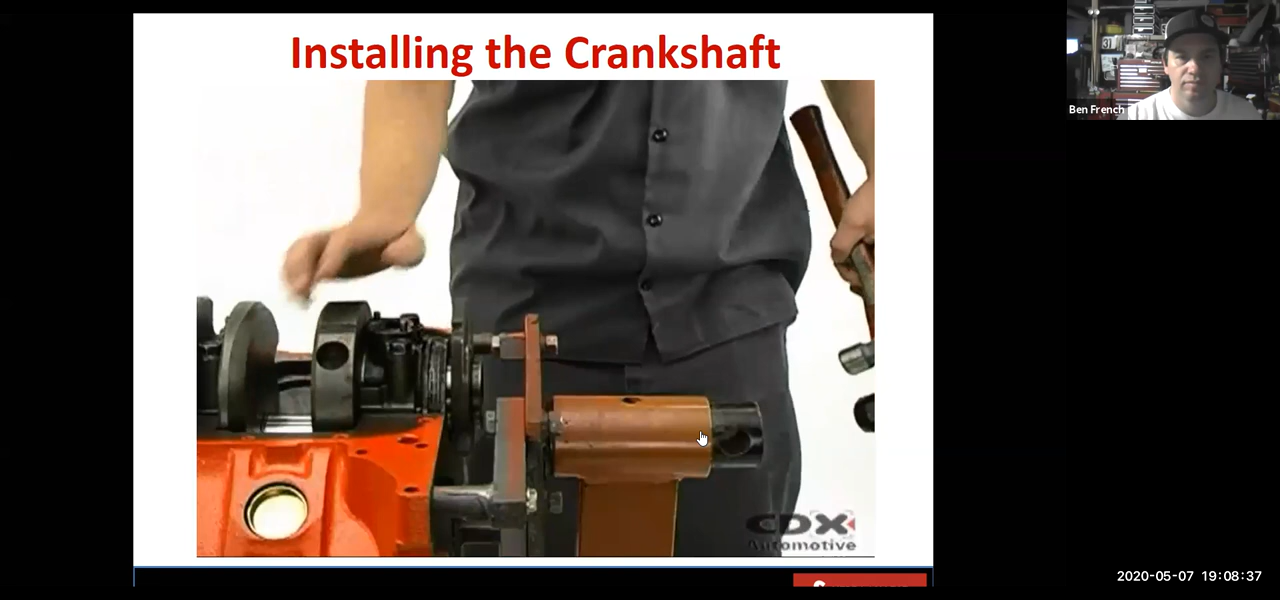 Installing the Crankshaft
Ben French
CDX
Automotive
2020-05-07 19:08:37